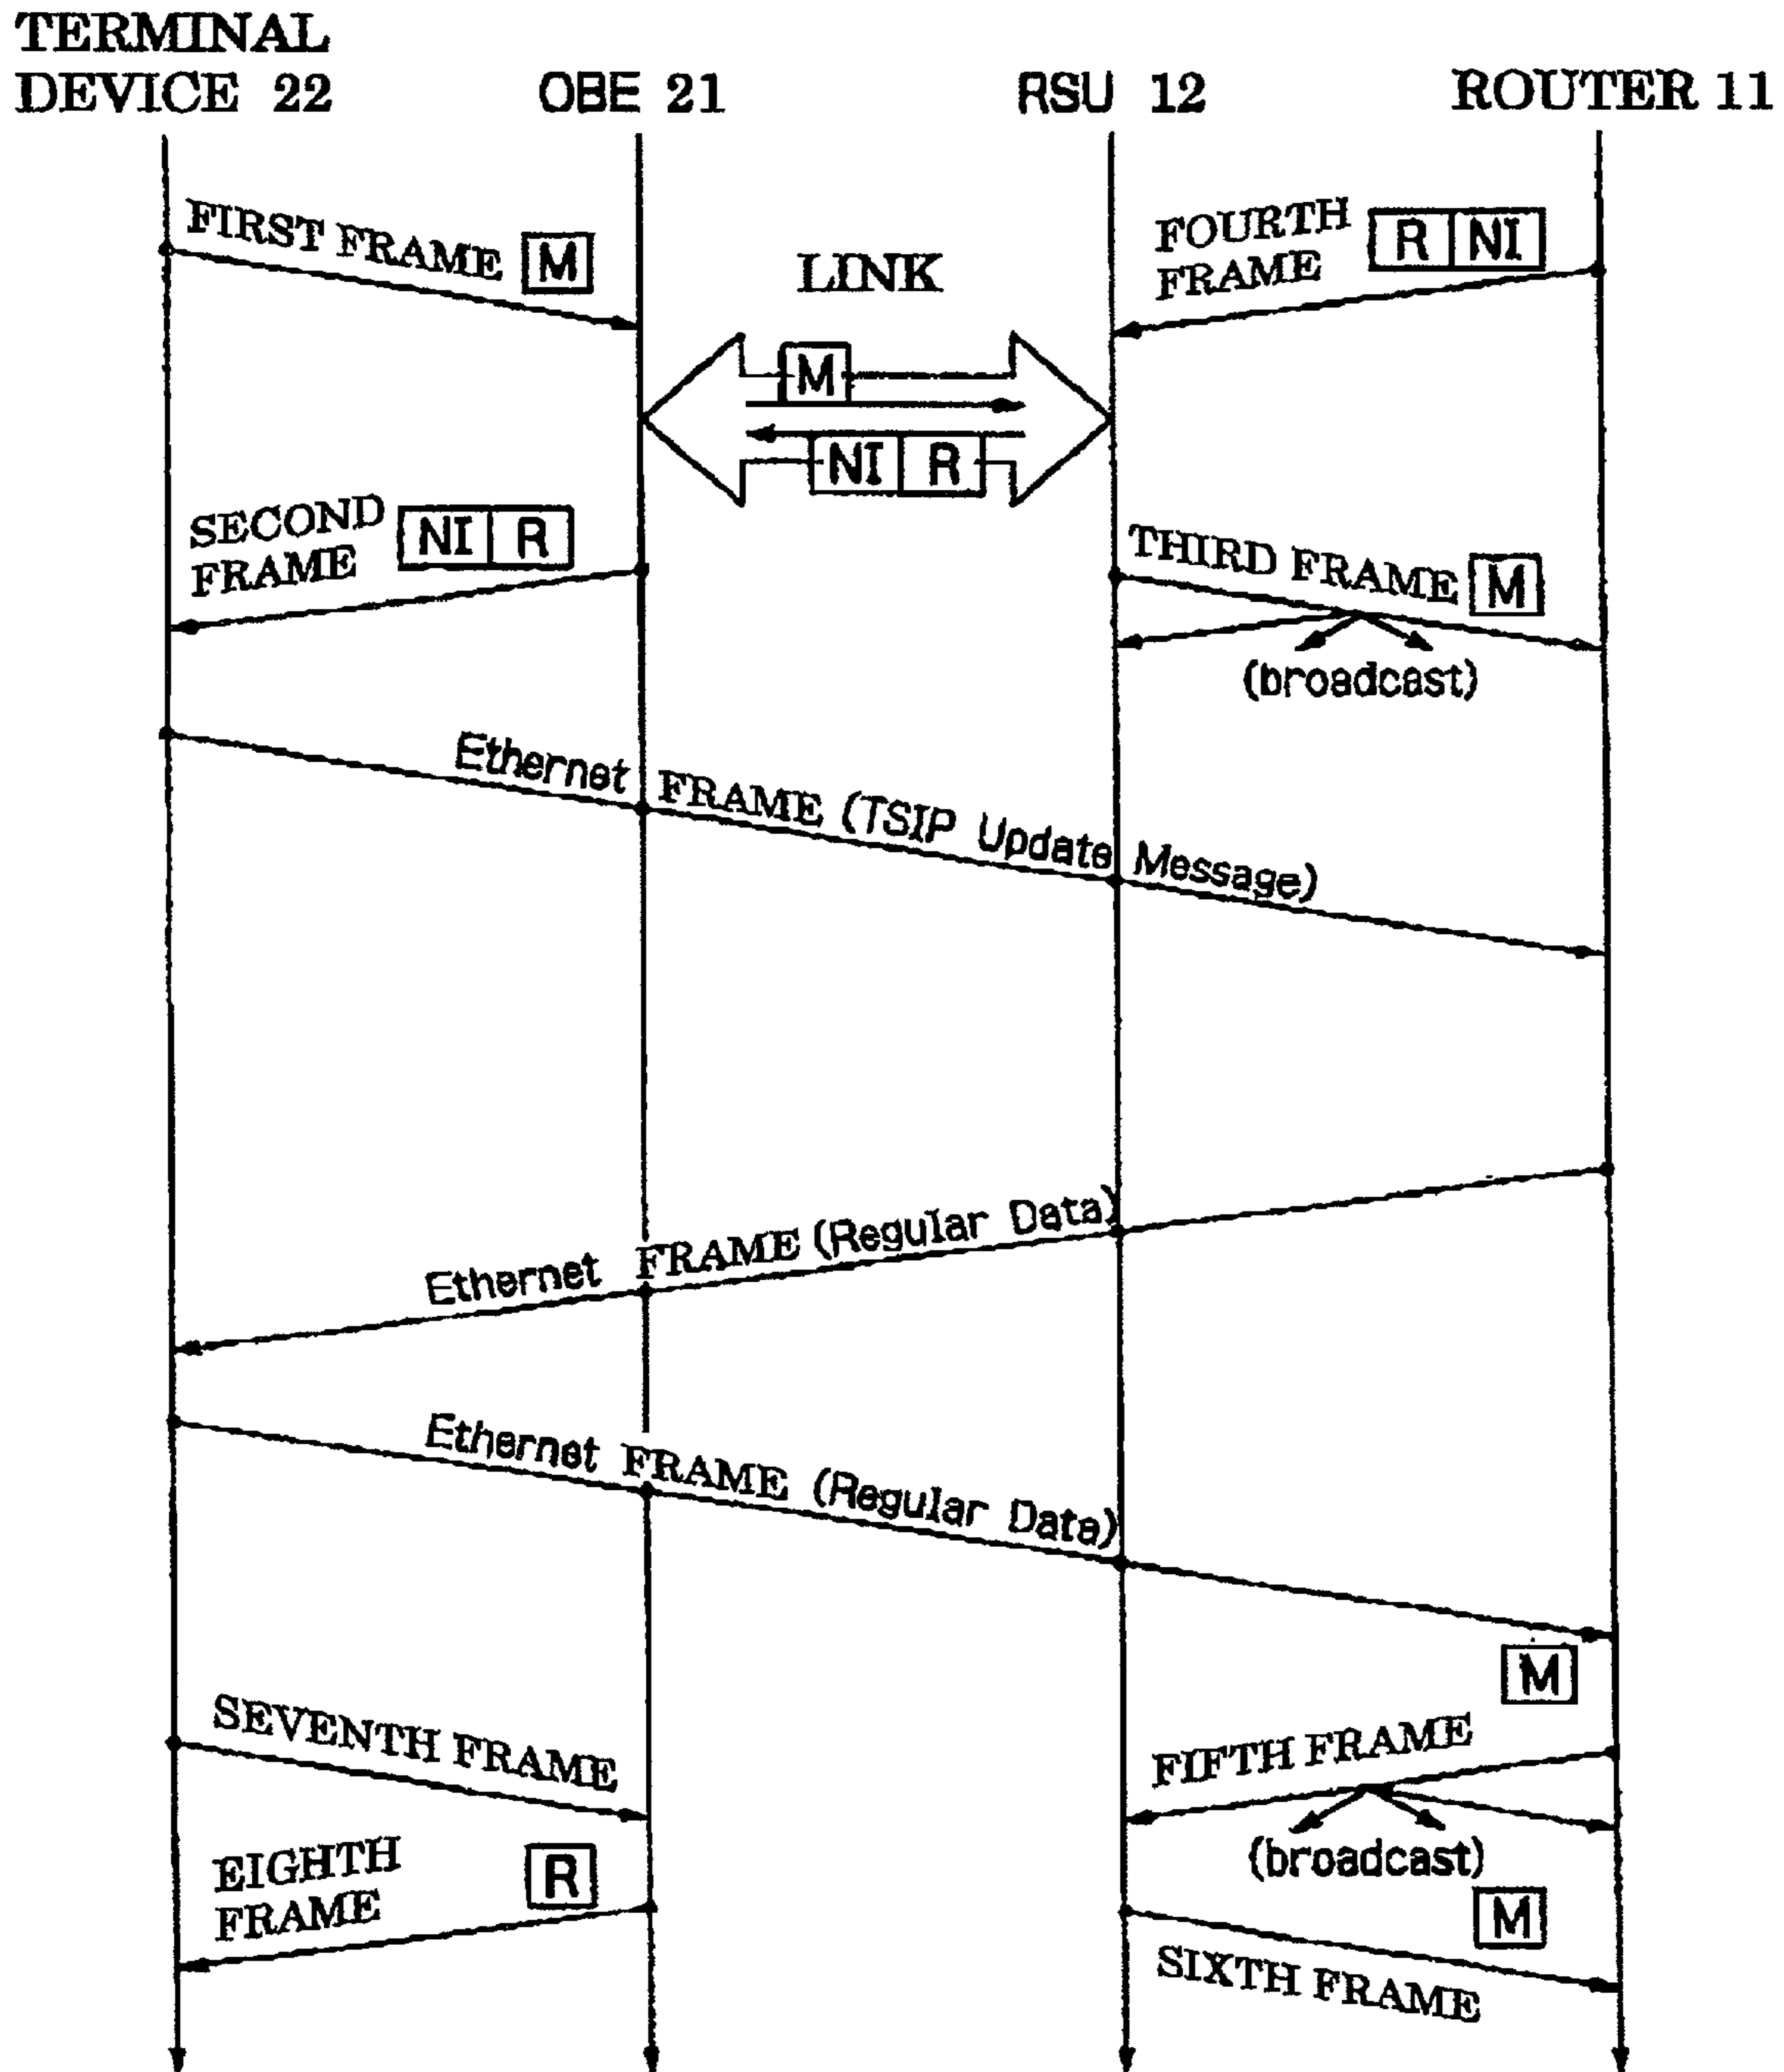 TERMINAL
DEVICE 22
OBE 21
RSU 12
ROUTER 11
FIRST FRAME M
LINK
FOURTH
FRAME
R NI
M
NI R
SECOND
FRAME
NI R
THIRD FRAME M
(broadcast)
Ethernet FRAME (TSIP Update Message)
Ethernet FRAME (Regular Data)
Ethernet FRAME (Regular Data)
M
SEVENTH FRAME
FIFTH FRAME
(broadcast)
EIGHTH
FRAME
R
M
SIXTH FRAME